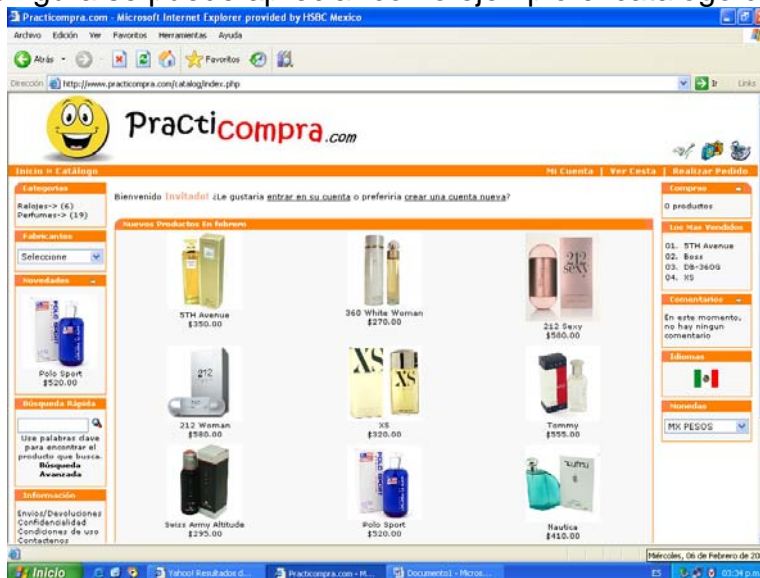 Practicompra.com - Microsoft Internet Explorer provided by HSBC Mexico
Archivo Edición Ver Favoritos Herramientas Ayuda
Atrás Favoritos
Dirección http://www.practicompra.com/catalog/index.php Ir Links
Practicompra.com
Inicio » Catálogo Mi Cuenta | Ver Cesta | Realizar Pedido
Categorías
Relojes-> (6)
Perfumes-> (19)
Fabricantes
Seleccione
Novedades
Polo Sport
$520.00
Búsqueda Rápida
Use palabras clave
para encontrar el
producto que busca.
Búsqueda
Avanzada
Información
Envios/Devoluciones
Confidencialidad
Condiciones de uso
Contactenos
Bienvenido Invitado! ¿Le gustaria entrar en su cuenta o preferiria crear una cuenta nueva?
Nuevos Productos En febrero
5TH Avenue
$350.00
360 White Woman
$270.00
212 Sexy
$560.00
212 Woman
$580.00
XS
$320.00
Tommy
$555.00
Swiss Army Altitude
$295.00
Polo Sport
$520.00
Nautica
$410.00
Compras
0 productos
Los Mas Vendidos
01. 5TH Avenue
02. Boss
03. DB-360G
04. XS
Comentarios
En este momento,
no hay ningun
comentario
Idiomas
Monedas
MX PESOS
Miércoles, 06 de Febrero de 20
Inicio Yahoo! Resultados d... Practicompra.com - M... Documento1 - Micros... ES 03:34 p.m.